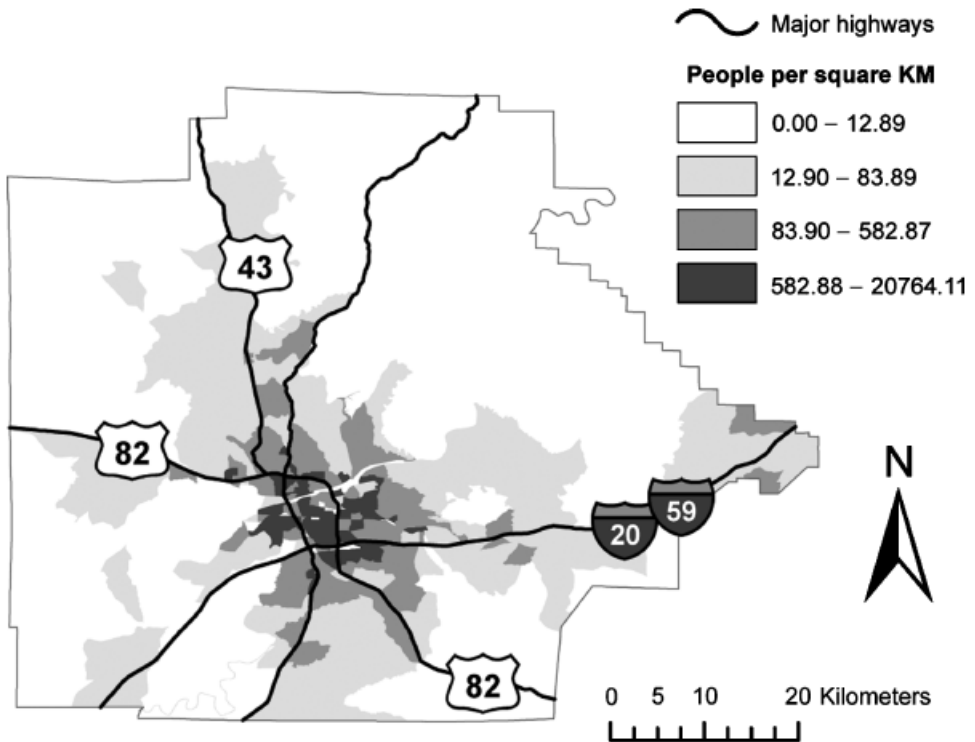 Major highways
People per square KM
0.00 – 12.89
12.90 – 83.89
83.90 – 582.87
582.88 – 20764.11
43
82
59
20
N
82
0 5 10 20 Kilometers